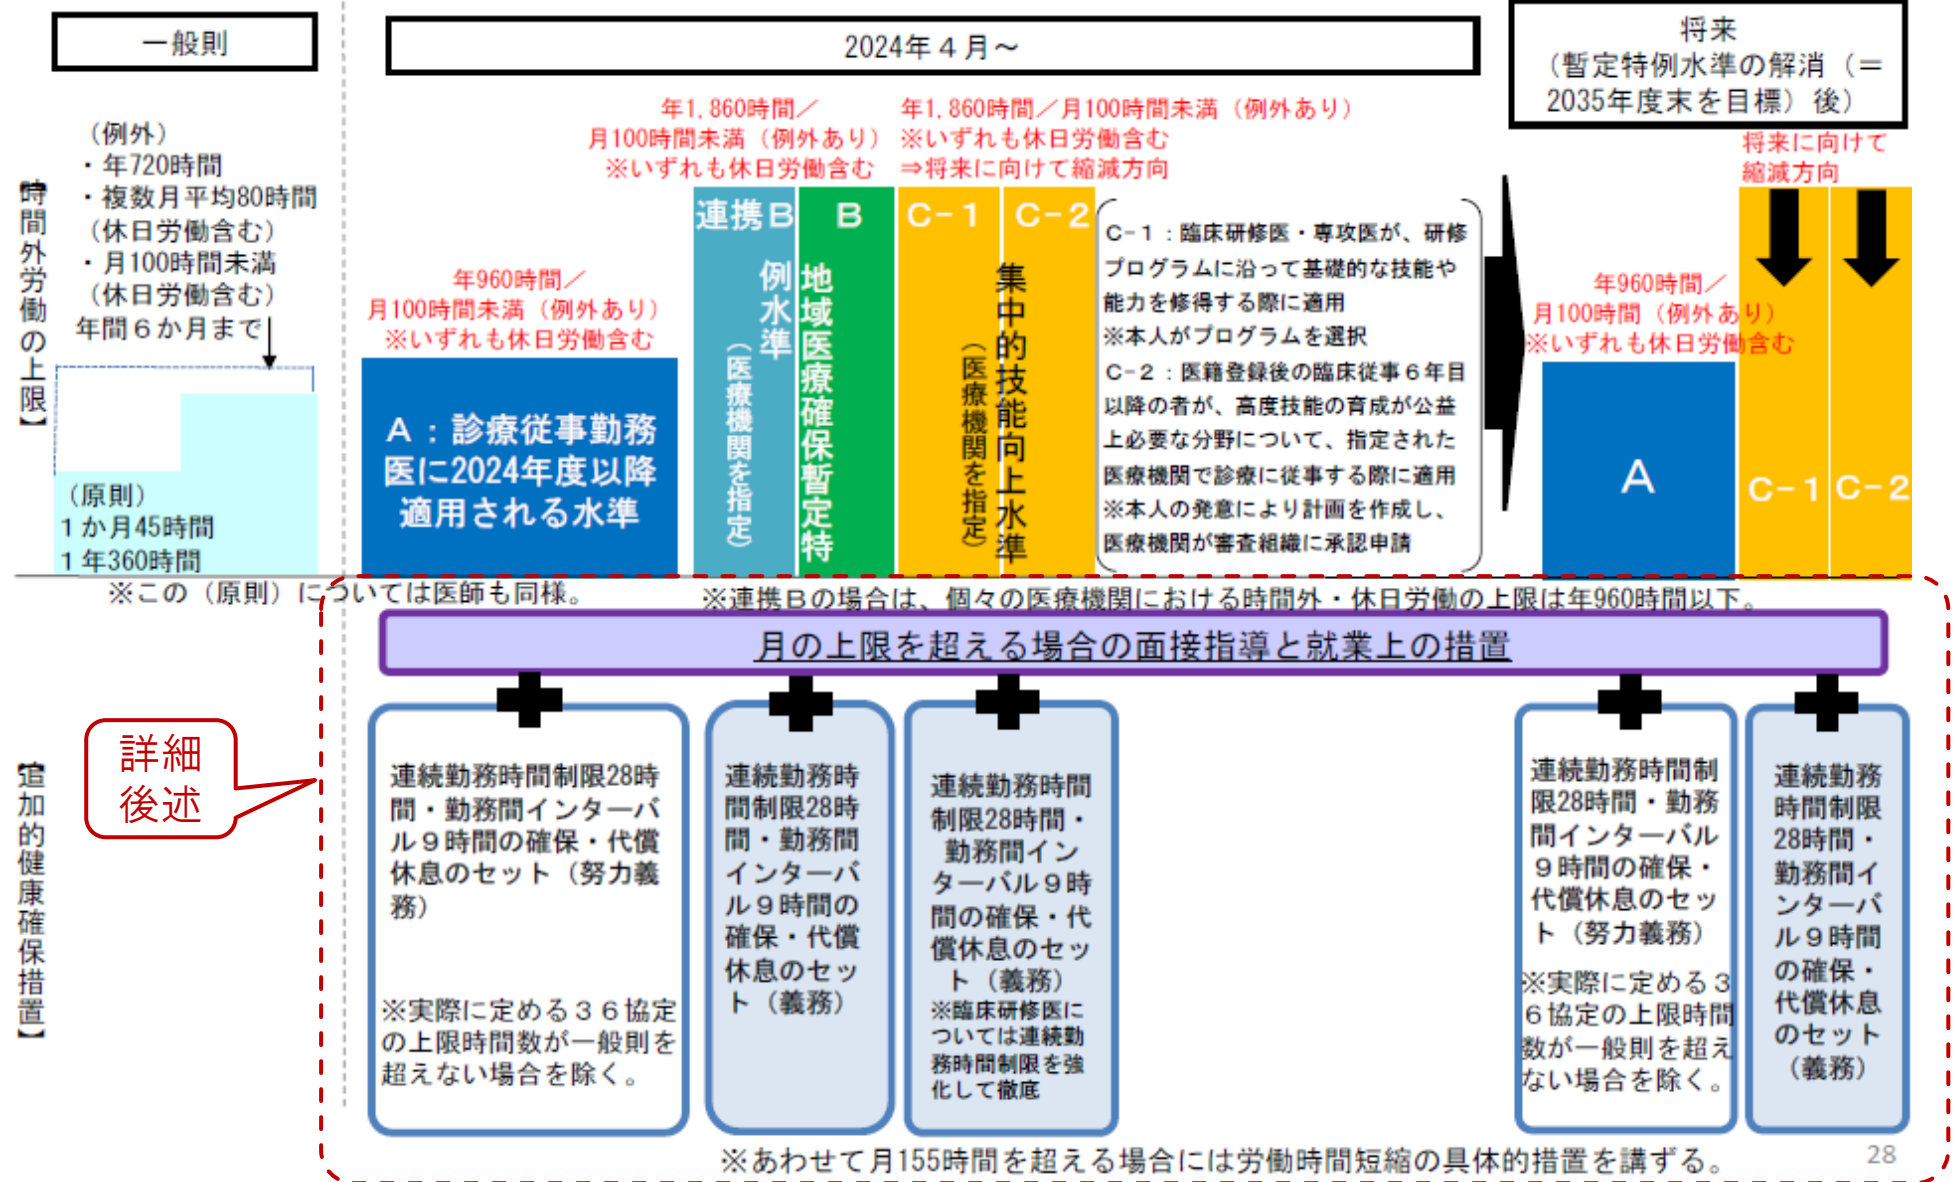 一般則
2024年４月～
将来
（暫定特例水準の解消（＝
2035年度末を目標）後）
【時間外労働の上限】
（例外）
・年720時間
・複数月平均80時間
（休日労働含む）
・月100時間未満
（休日労働含む）
年間６か月まで
（原則）
１か月45時間
１年360時間
※この（原則）については医師も同様。
年960時間／
月100時間未満（例外あり）
※いずれも休日労働含む
Ａ：診療従事勤務
医に2024年度以降
適用される水準
年1,860時間／
月100時間未満（例外あり）
※いずれも休日労働含む
連携Ｂ
Ｂ
地域医療確保暫定特
例水準
（医療機関を指定）
年1,860時間／月100時間未満（例外あり）
※いずれも休日労働含む
⇒将来に向けて縮減方向
Ｃ-１
Ｃ-２
集中的技能向上水準
（医療機関を指定）
Ｃ-１：臨床研修医・専攻医が、研修
プログラムに沿って基礎的な技能や
能力を修得する際に適用
※本人がプログラムを選択
Ｃ-２：医籍登録後の臨床従事６年目
以降の者が、高度技能の育成が公益
上必要な分野について、指定された
医療機関で診療に従事する際に適用
※本人の発意により計画を作成し、
医療機関が審査組織に承認申請
年960時間／
月100時間（例外あり）
※いずれも休日労働含む
Ａ
将来に向けて
縮減方向
Ｃ-１
Ｃ-２
※連携Ｂの場合は、個々の医療機関における時間外・休日労働の上限は年960時間以下。
【追加的健康確保措置】
詳細
後述
月の上限を超える場合の面接指導と就業上の措置
連続勤務時間制限28時
間・勤務間インターバ
ル９時間の確保・代償
休息のセット（努力義
務）
※実際に定める３６協定
の上限時間数が一般則を
超えない場合を除く。
連続勤務時
間制限28時
間・勤務間
インターバ
ル９時間の
確保・代償
休息のセッ
ト（義務）
連続勤務時間
制限28時間・
勤務間イン
ターバル９時
間の確保・代
償休息のセッ
ト（義務）
※臨床研修医に
ついては連続勤
務時間制限を強
化して徹底
連続勤務時間制
限28時間・勤務
間インターバル
９時間の確保・
代償休息のセッ
ト（努力義務）
※実際に定める３
６協定の上限時間
数が一般則を超え
ない場合を除く。
連続勤務
時間制限
28時間・
勤務間イ
ンターバ
ル９時間
の確保・
代償休息
のセット
（義務）
※あわせて月155時間を超える場合には労働時間短縮の具体的措置を講ずる。
28